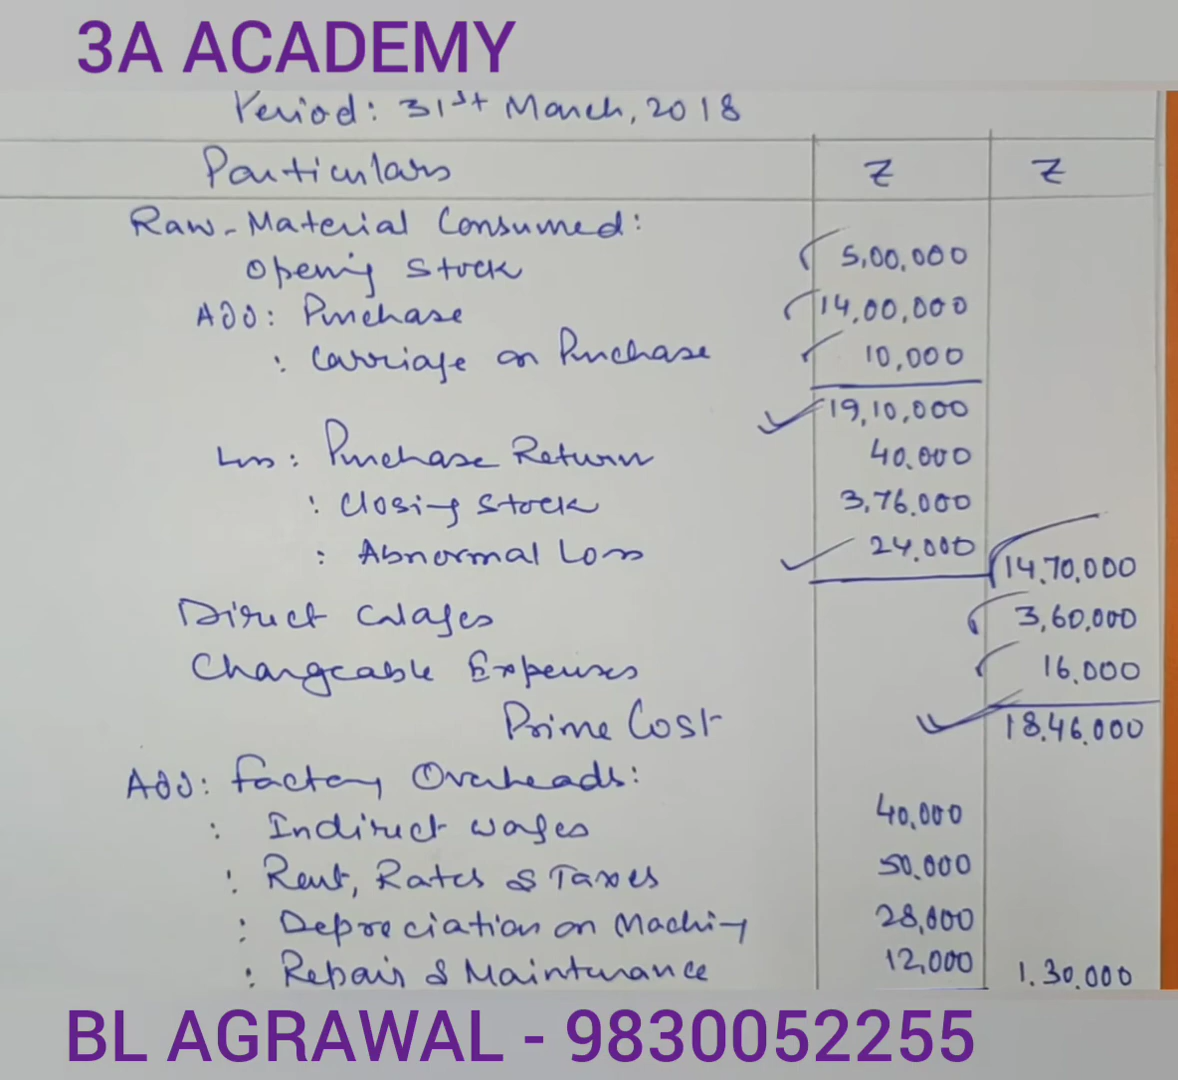 3A ACADEMY
Period: 31st March, 2018
Particulars ₹ ₹
Raw-Material Consumed:
Opening Stock 5,00,000
Add: Purchase 14,00,000
: Carriage on Purchase 10,000
19,10,000
Less: Purchase Return 40,000
: Closing Stock 3,76,000
: Abnormal Loss 24,000 14,70,000
Direct Wages 3,60,000
Chargeable Expenses 16,000
Prime Cost 18,46,000
Add: Factory Overheads:
: Indirect Wages 40,000
: Rent, Rates & Taxes 50,000
: Depreciation on Machinery 28,000
: Repair & Maintenance 12,000 1,30,000
BL AGRAWAL - 9830052255